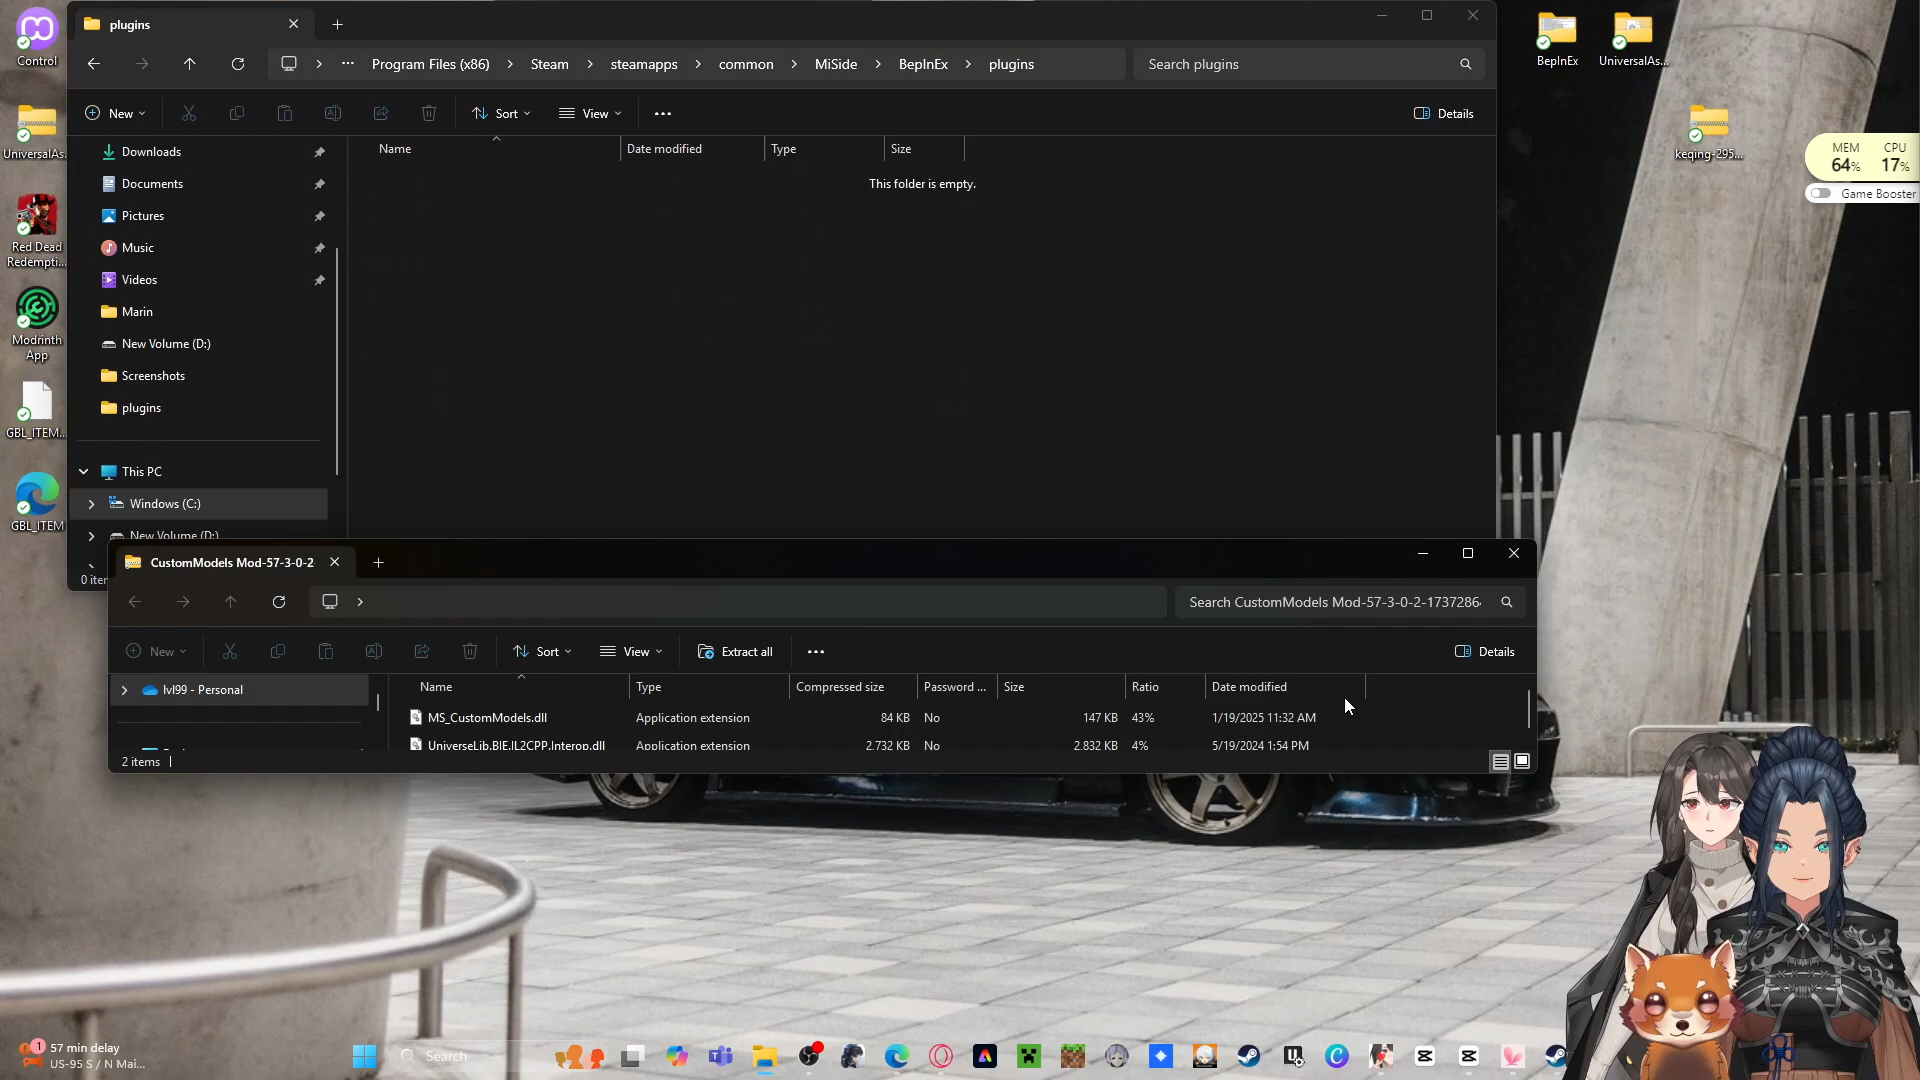 Control
UniversalAs...
Red Dead
Redempti...
Modrinth
App
GBL_ITEM...
GBL_ITEM
plugins
Program Files (x86) > Steam > steamapps > common > MiSide > BepInEx > plugins
Search plugins
New
Sort
View
Details
Downloads
Documents
Pictures
Music
Videos
Marin
New Volume (D:)
Screenshots
plugins
This PC
Windows (C:)
New Volume (D:)
0 iter
Name
Date modified
Type
Size
This folder is empty.
CustomModels Mod-57-3-0-2
Search CustomModels Mod-57-3-0-2-1737286
New
Sort
View
Extract all
Details
lvl99 - Personal
Name
Type
Compressed size
Password ...
Size
Ratio
Date modified
MS_CustomModels.dll
Application extension
84 KB
No
147 KB
43%
1/19/2025 11:32 AM
UniverseLib.BIE.IL2CPP.Interop.dll
Application extension
2,732 KB
No
2,832 KB
4%
5/19/2024 1:54 PM
2 items
BepInEx
UniversalAs...
keqing-295...
MEM
64%
CPU
17%
Game Booster
1
57 min delay
US-95 S / N Mai...
Search